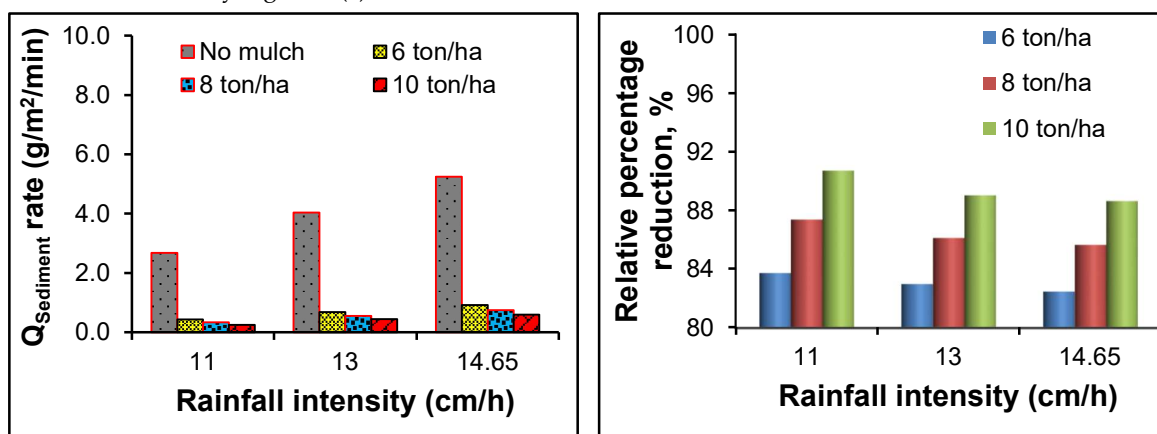 10.0
8.0
6.0
4.0
2.0
0.0
Q_Sediment rate (g/m²/min)
No mulch
6 ton/ha
8 ton/ha
10 ton/ha
11
13
14.65
Rainfall intensity (cm/h)
100
96
92
88
84
80
Relative percentage
reduction, %
6 ton/ha
8 ton/ha
10 ton/ha
11
13
14.65
Rainfall intensity (cm/h)